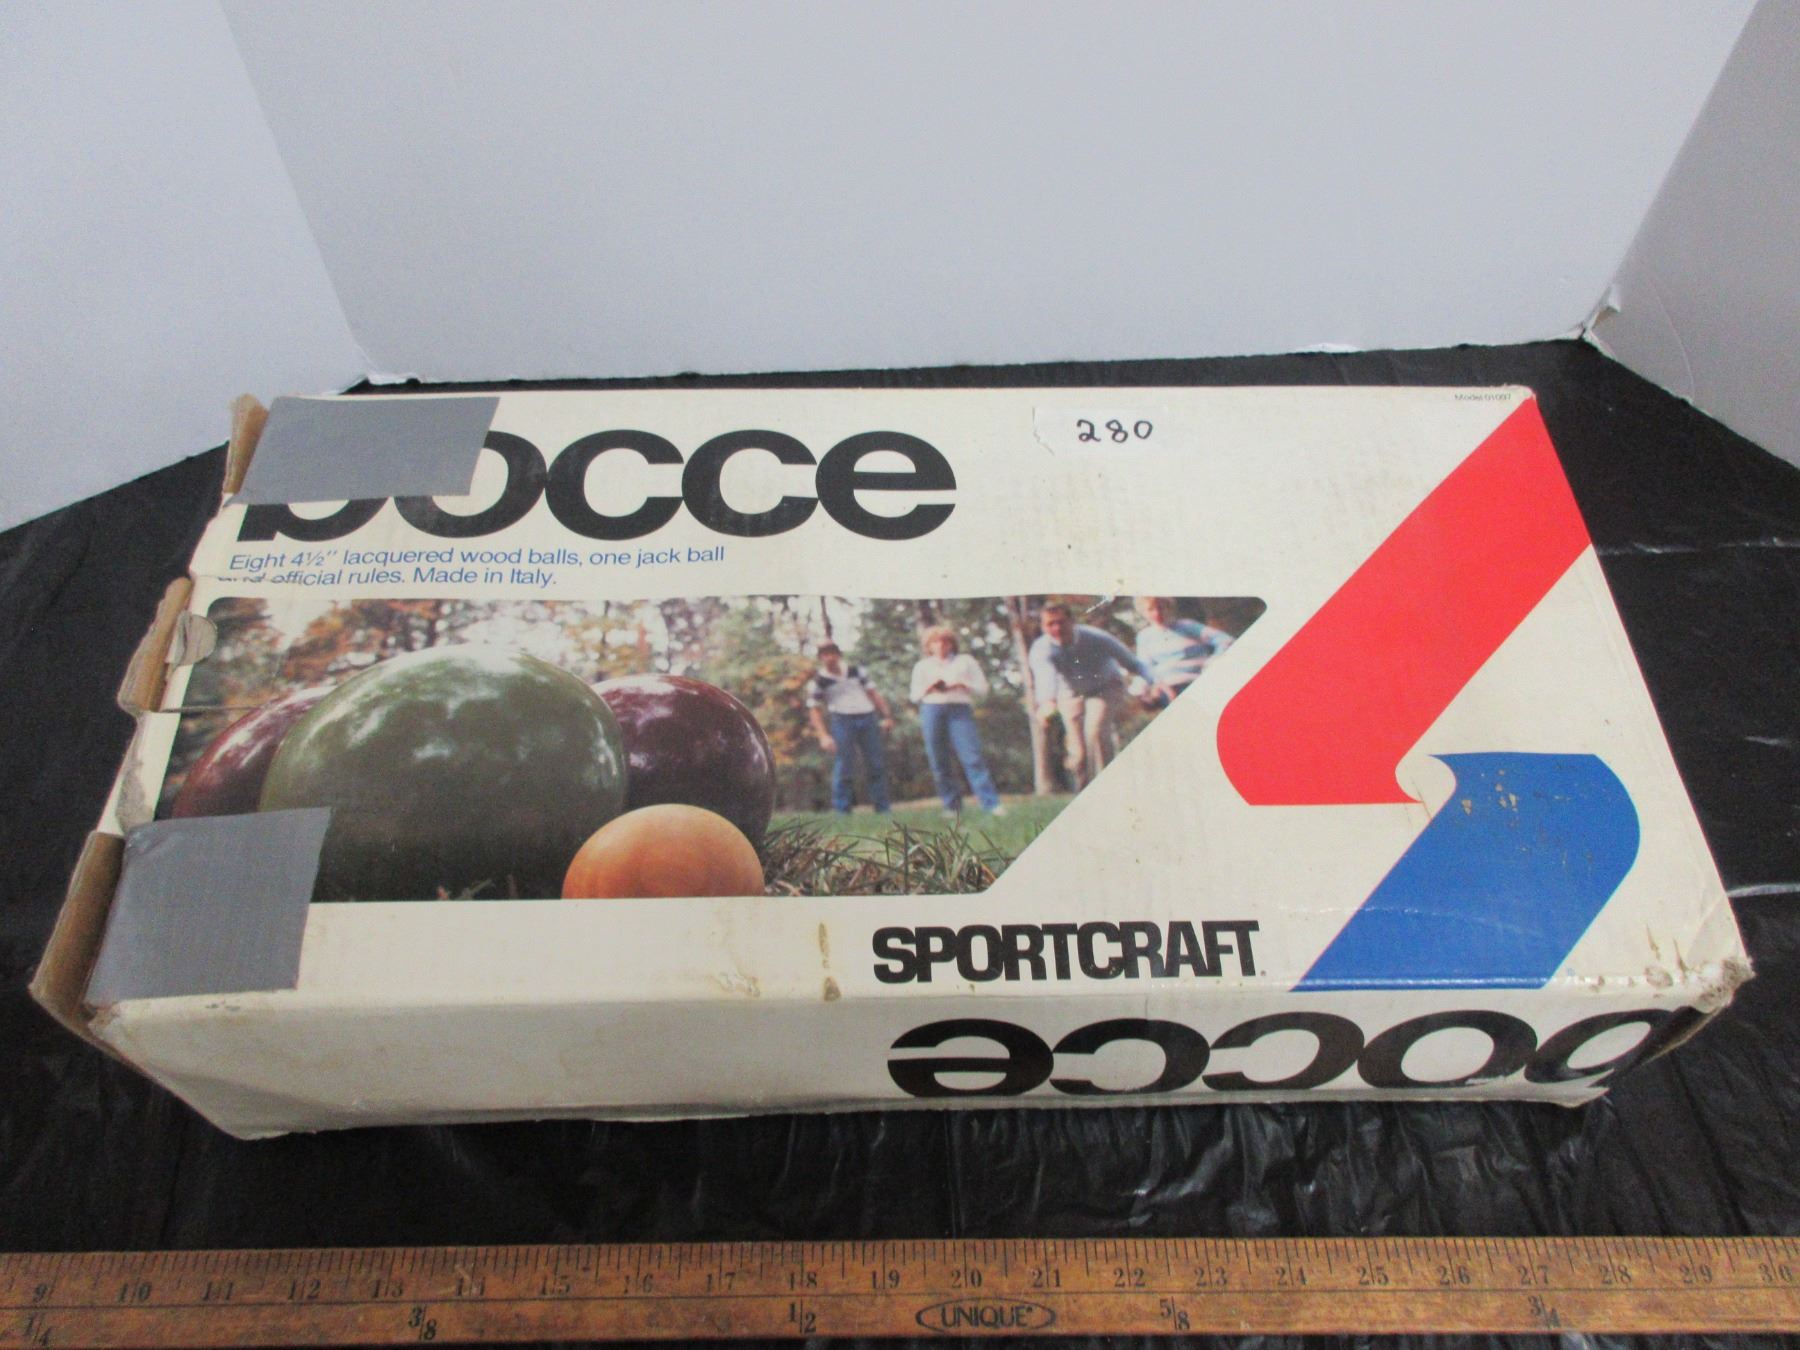 bocce
280
Model 01097
Eight 4½" lacquered wood balls, one jack ball
and official rules. Made in Italy.
SPORTCRAFT
bocce
9 10 11 12 13 14 15 16 17 18 19 20 21 22 23 24 25 26 27 28 29 30
1/4 3/8 1/2 UNIQUE 5/8 3/4